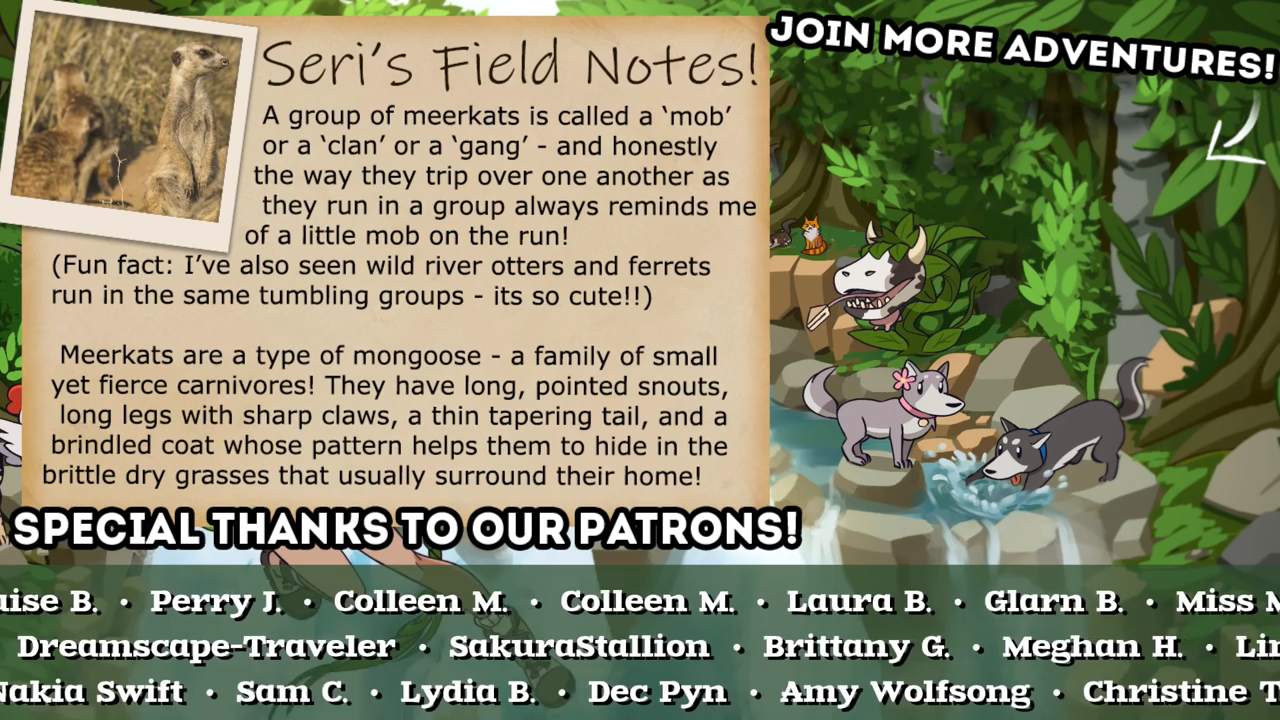 Seri's Field Notes!
A group of meerkats is called a 'mob'
or a 'clan' or a 'gang' - and honestly
the way they trip over one another as
they run in a group always reminds me
of a little mob on the run!
(Fun fact: I've also seen wild river otters and ferrets
run in the same tumbling groups - its so cute!!)
Meerkats are a type of mongoose - a family of small
yet fierce carnivores! They have long, pointed snouts,
long legs with sharp claws, a thin tapering tail, and a
brindled coat whose pattern helps them to hide in the
brittle dry grasses that usually surround their home!
JOIN MORE ADVENTURES!
SPECIAL THANKS TO OUR PATRONS!
B. • Perry J. • Colleen M. • Colleen M. • Laura B. • Glarn B. • Miss
Dreamscape-Traveler • SakuraStallion • Brittany G. • Meghan H. •
Nakia Swift • Sam C. • Lydia B. • Dec Pyn • Amy Wolfsong • Christine